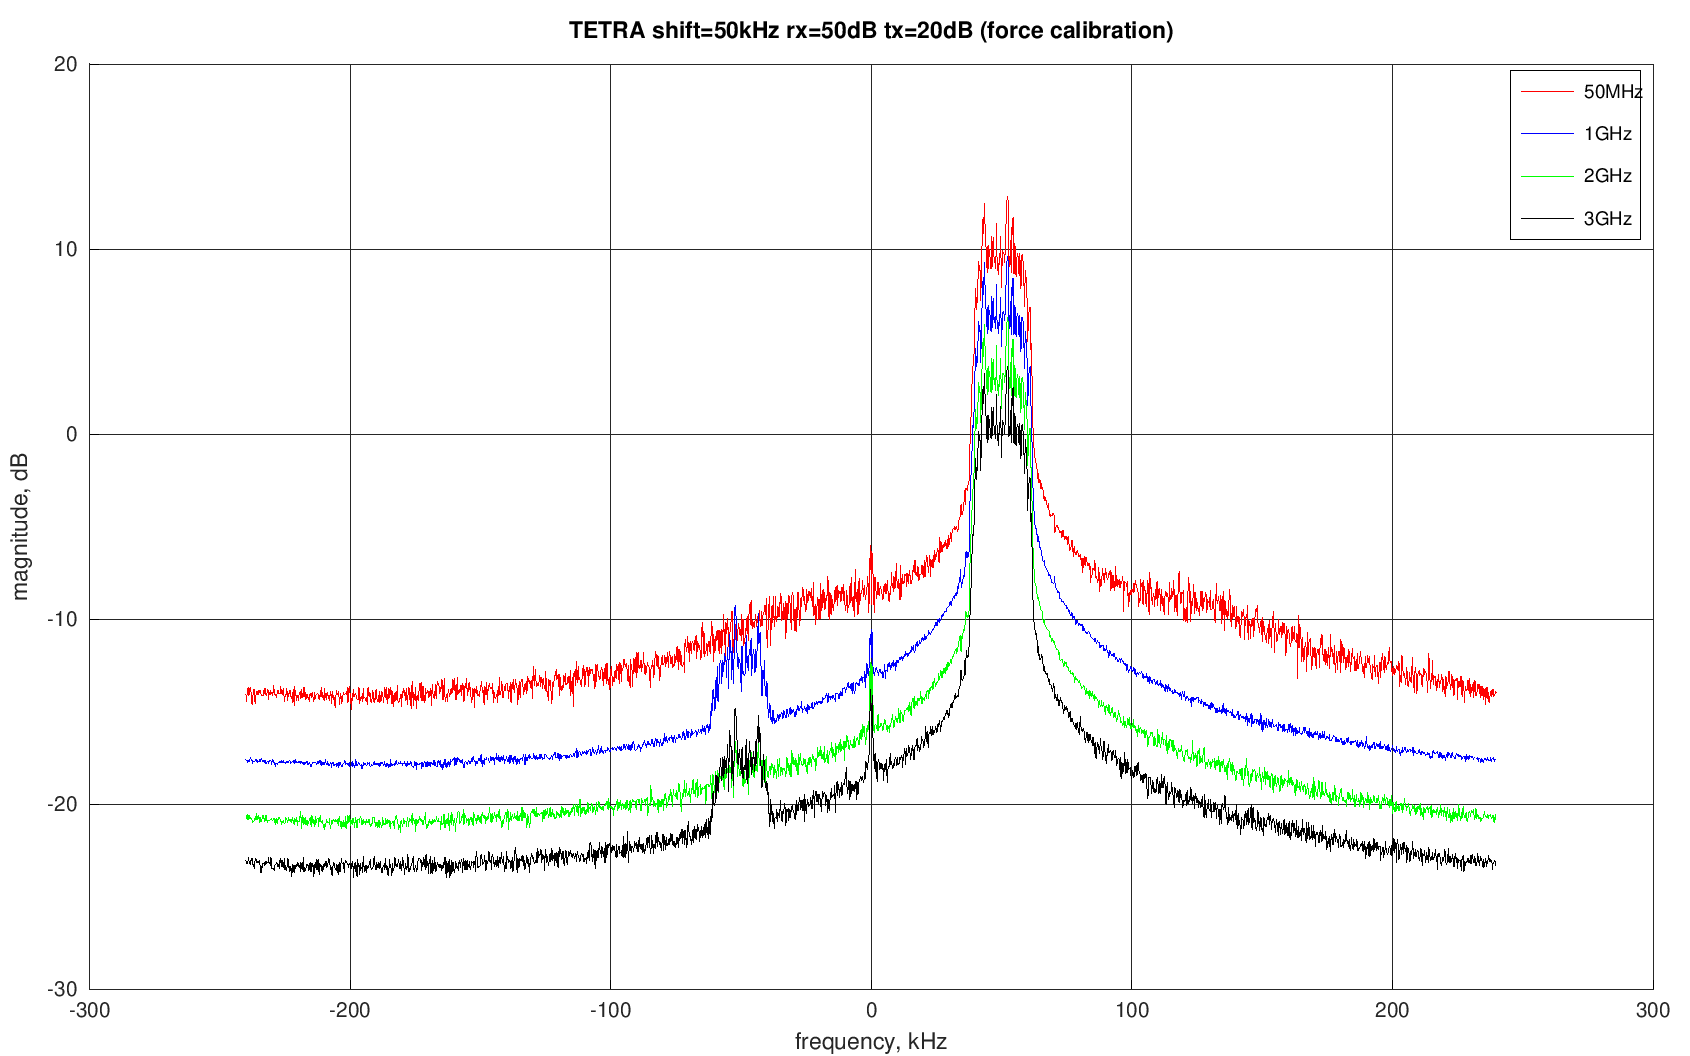 TETRA shift=50kHz rx=50dB tx=20dB (force calibration)
20
10
0
-10
-20
-30
magnitude, dB
50MHz
1GHz
2GHz
3GHz
-300
-200
-100
0
100
200
300
frequency, kHz